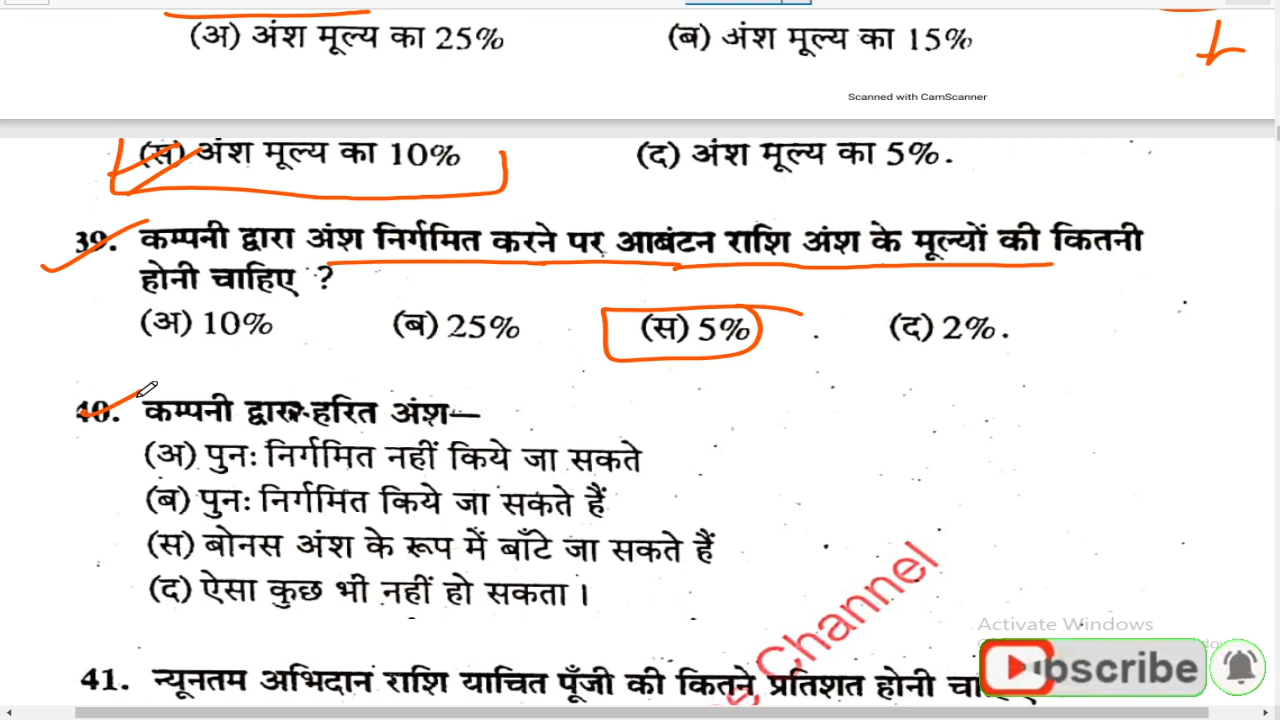 (अ) अंश मूल्य का 25% (ब) अंश मूल्य का 15%
Scanned with CamScanner
(स) अंश मूल्य का 10% (द) अंश मूल्य का 5%.
39. कम्पनी द्वारा अंश निर्गमित करने पर आबंटन राशि अंश के मूल्यों की कितनी
होनी चाहिए ?
(अ) 10% (ब) 25% (स) 5% (द) 2%.
40. कम्पनी द्वारा हरित अंश—
(अ) पुनः निर्गमित नहीं किये जा सकते
(ब) पुनः निर्गमित किये जा सकते हैं
(स) बोनस अंश के रूप में बाँटे जा सकते हैं
(द) ऐसा कुछ भी नहीं हो सकता।
Channel
Activate Windows
41. न्यूनतम अभिदान राशि याचित पूँजी की कितने प्रतिशत होनी